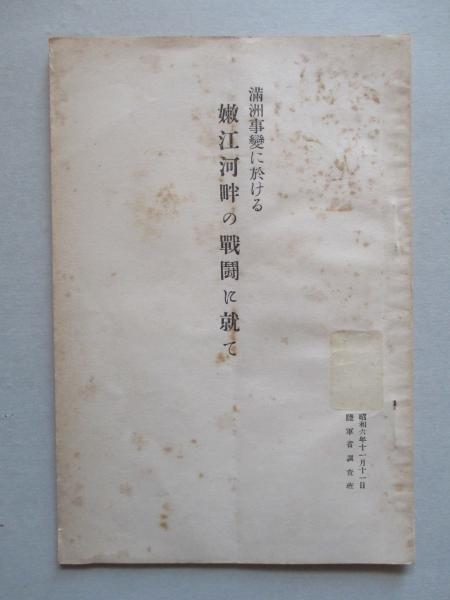 満洲事變に於ける
嫩江河畔の戰鬪に就て
昭和六年十一月十一日
陸軍省調査班